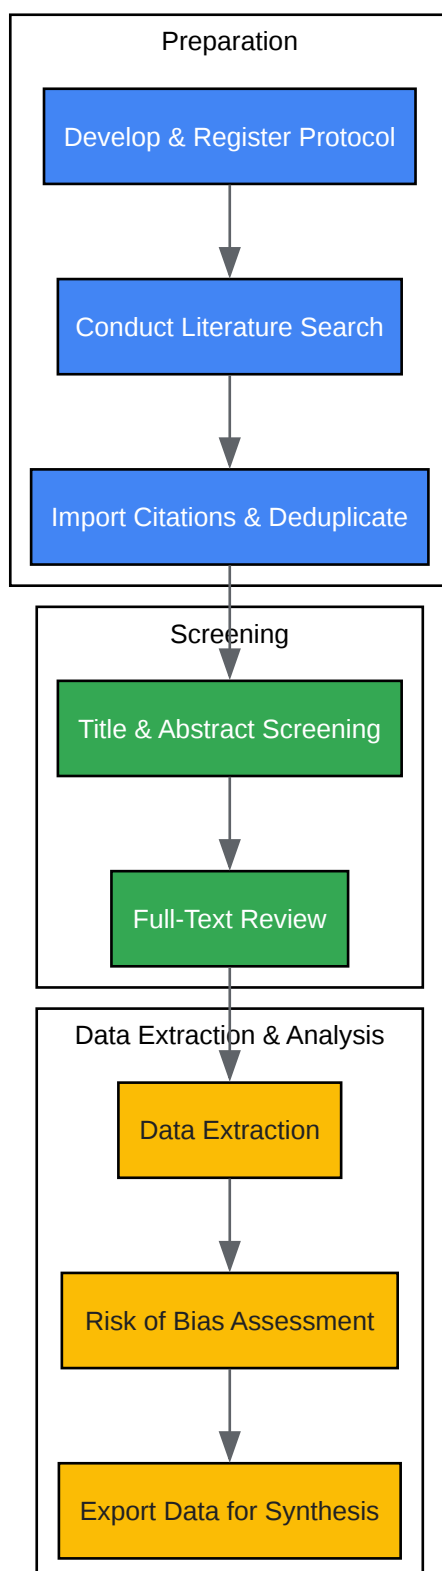 Preparation
Develop & Register Protocol
Conduct Literature Search
Import Citations & Deduplicate
Screening
Title & Abstract Screening
Full-Text Review
Data Extraction & Analysis
Data Extraction
Risk of Bias Assessment
Export Data for Synthesis